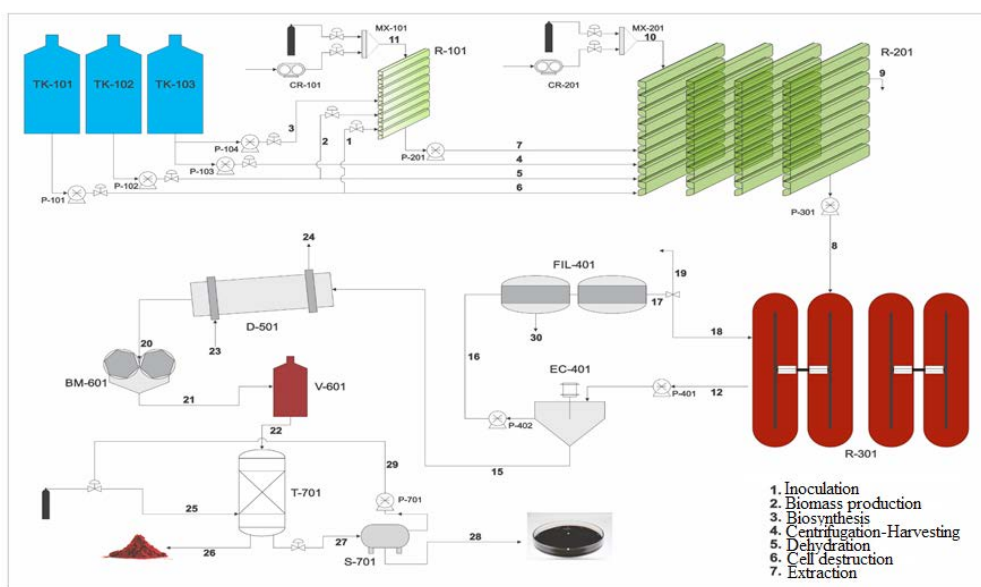 MX-101
11
R-101
CR-101
MX-201
10
R-201
CR-201
9
TK-101
TK-102
TK-103
P-104
3
2
1
P-201
7
P-103
4
P-102
5
P-101
6
P-301
8
24
FIL-401
19
17
D-501
18
20
23
30
16
EC-401
BM-601
V-601
P-401
12
21
P-402
22
15
R-301
29
T-701
P-701
25
26
27
S-701
28
1. Inoculation
2. Biomass production
3. Biosynthesis
4. Centrifugation-Harvesting
5. Dehydration
6. Cell destruction
7. Extraction